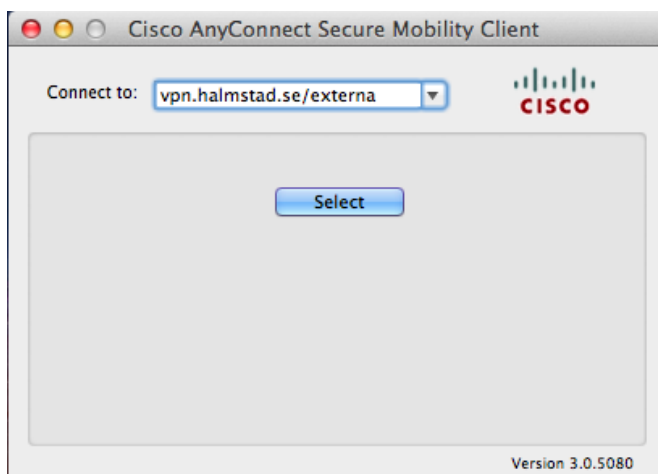 Cisco AnyConnect Secure Mobility Client
Connect to: vpn.halmstad.se/externa
CISCO
Select
Version 3.0.5080